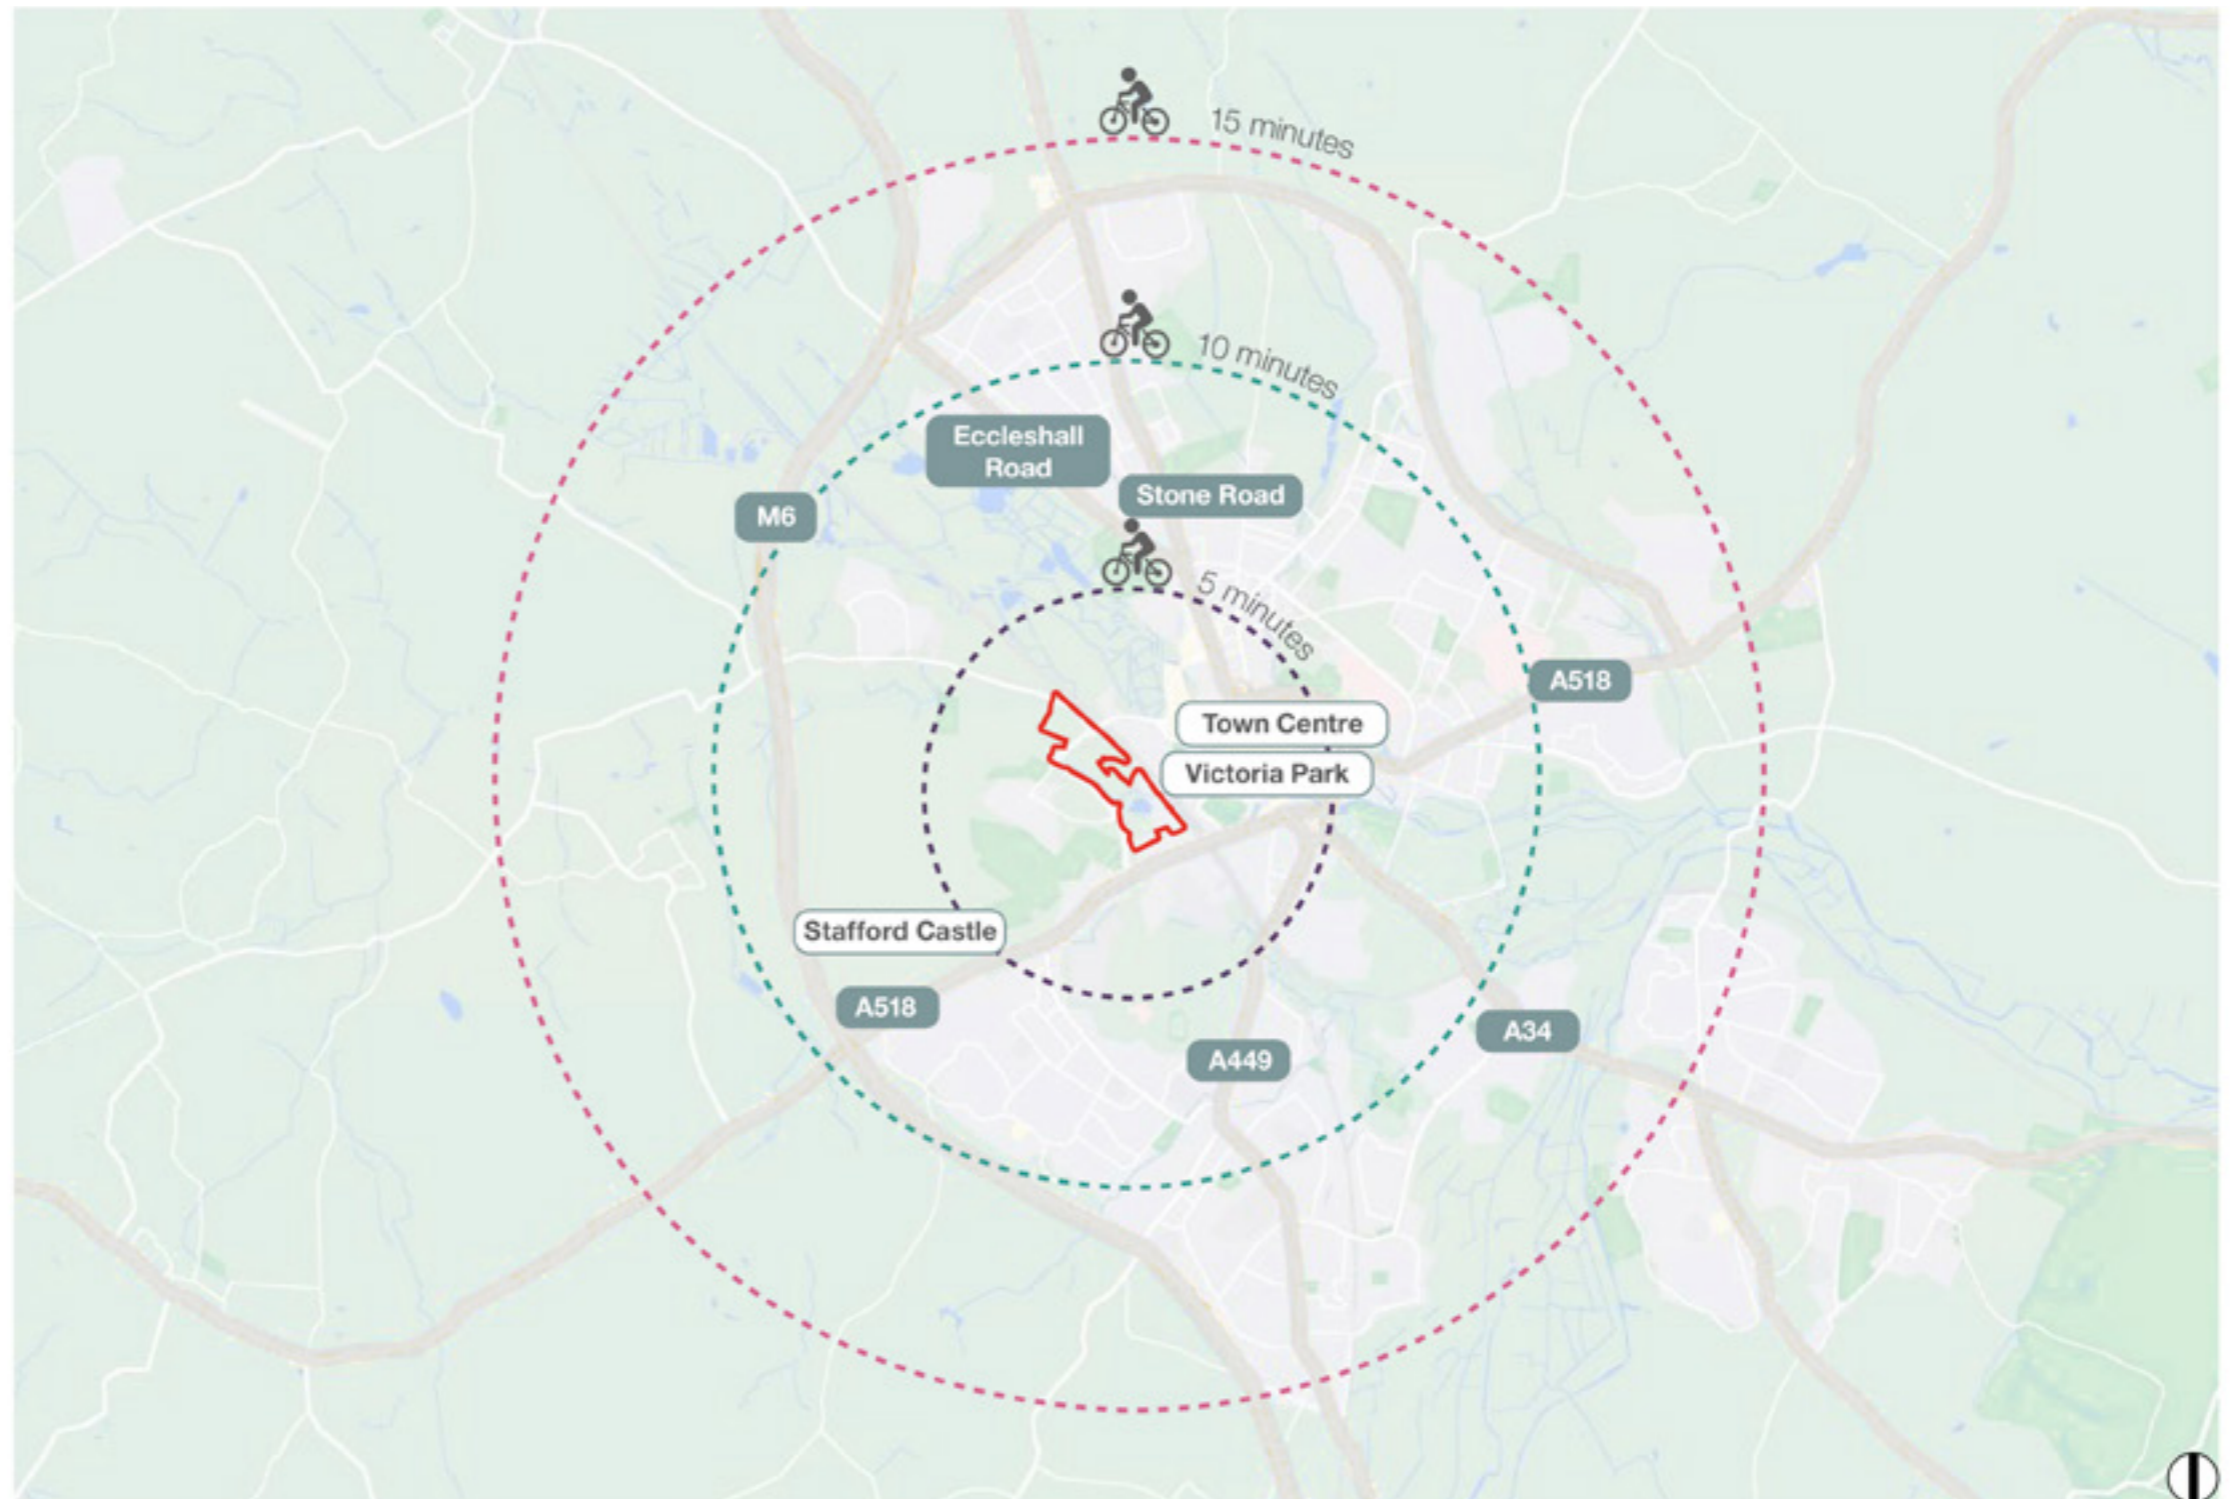 15 minutes
10 minutes
Eccleshall
Road
Stone Road
M6
5 minutes
A518
Town Centre
Victoria Park
Stafford Castle
A518
A34
A449